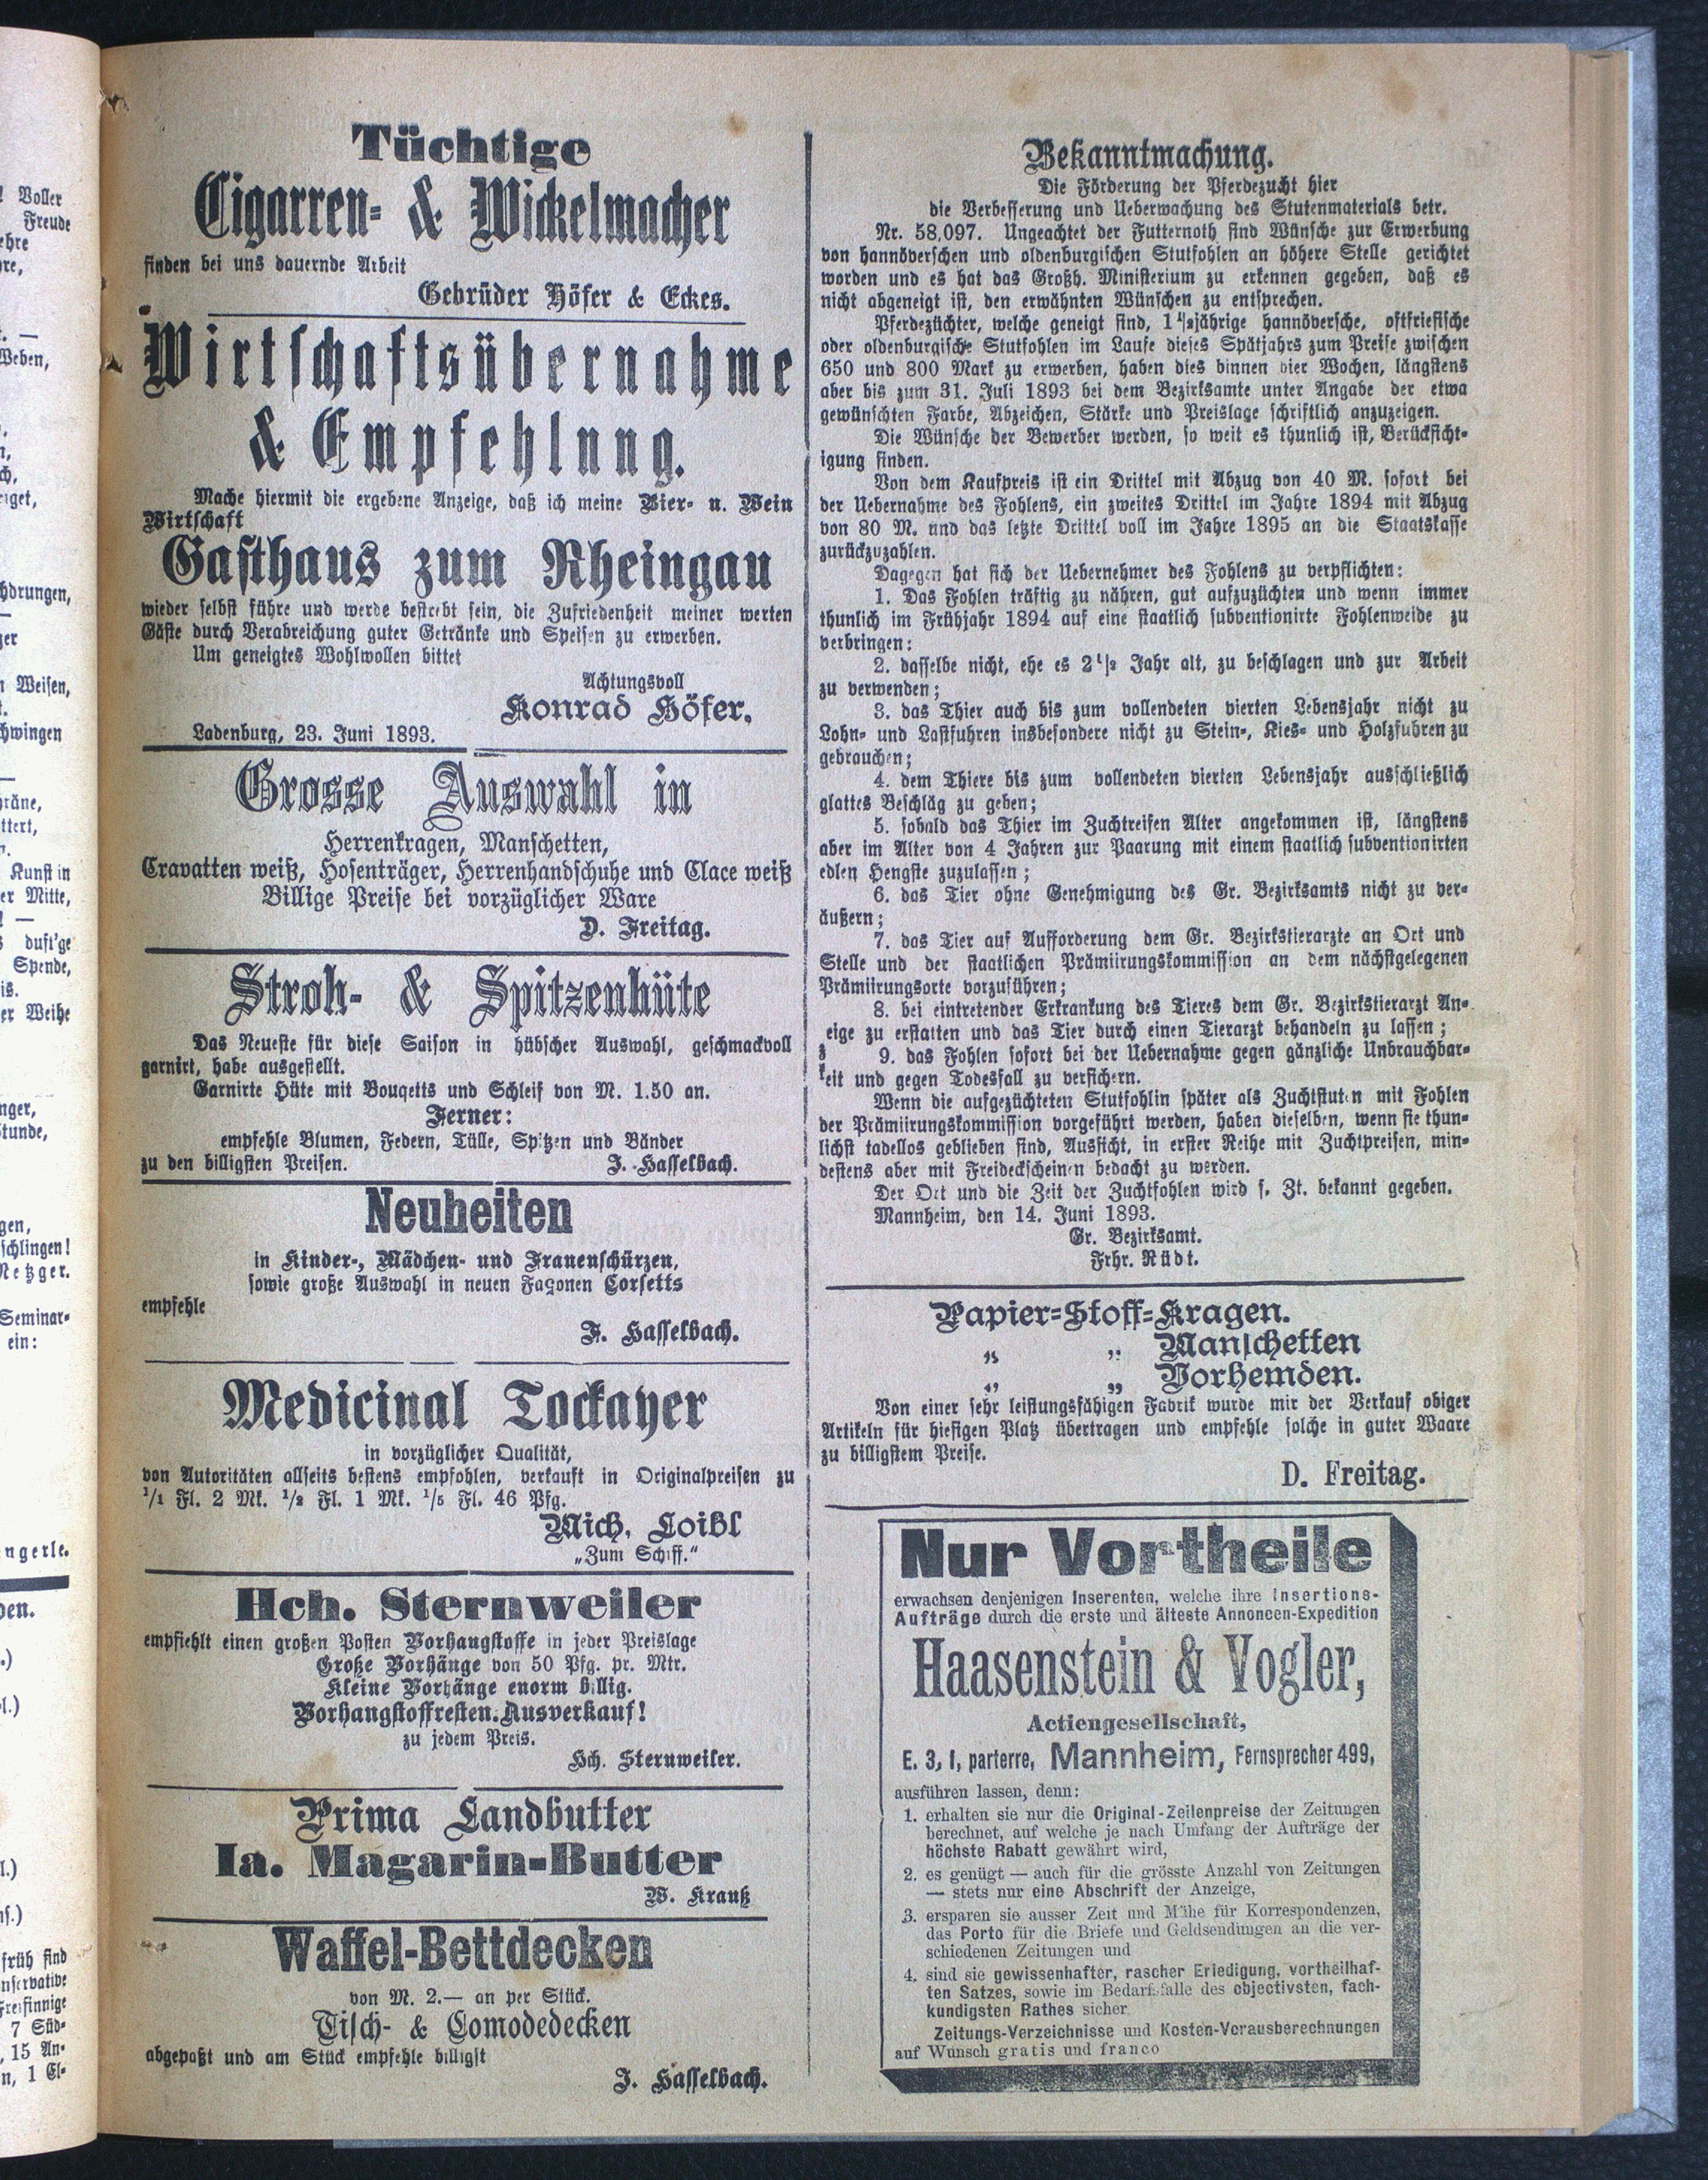 Tüchtige
Cigarren- & Wickelmacher
finden bei uns dauernde Arbeit
Gebrüder Höfer & Eckes.
Wirtschaftsübernahme
& Empfehlung.
Mache hiermit die ergebene Anzeige, daß ich meine Bier- u. Wein
Wirtschaft
Gasthaus zum Rheingau
wieder selbst führe und werde bestrebt sein, die Zufriedenheit meiner werten
Gäste durch Verabreichung guter Getränke und Speisen zu erwerben.
Um geneigtes Wohlwollen bittet
Achtungsvoll
Konrad Höfer.
Ladenburg, 23. Juni 1893.
Grosse Auswahl in
Herrenkragen, Manschetten,
Cravatten weiß, Hosenträger, Herrenhandschuhe und Clace weiß
Billige Preise bei vorzüglicher Ware
D. Freitag.
Stroh- & Spitzenhüte
Das Neueste für diese Saison in hübscher Auswahl, geschmackvoll
garnirt, habe ausgestellt.
Garnirte Hüte mit Bouqetts und Schleif von M. 1.50 an.
Ferner:
empfehle Blumen, Federn, Tülle, Spitzen und Bänder
zu den billigsten Preisen. J. Hasselbach.
Neuheiten
in Kinder-, Mädchen- und Frauenschürzen,
sowie große Auswahl in neuen Façonen Corsetts
empfehle
F. Hasselbach.
Medicinal Tockayer
in vorzüglicher Qualität,
von Autoritäten allseits bestens empfohlen, verkauft in Originalpreisen zu
1/1 Fl. 2 Mk. 1/2 Fl. 1 Mk. 1/5 Fl. 46 Pfg.
Mich. Loibl
„Zum Schiff.“
Hch. Sternweiler
empfiehlt einen großen Posten Vorhangstoffe in jeder Preislage
Große Vorhänge von 50 Pfg. pr. Mtr.
Kleine Vorhänge enorm billig.
Vorhangstoffresten-Ausverkauf!
zu jedem Preis.
Hch. Sternweiler.
Prima Landbutter
Ia. Magarin-Butter
W. Krauß
Waffel-Bettdecken
von M. 2.— an per Stück.
Tisch- & Comodedecken
abgepaßt und am Stück empfehle billigst
J. Hasselbach.
Bekanntmachung.
Die Förderung der Pferdezucht hier
die Verbesserung und Ueberwachung des Stutenmaterials betr.
Nr. 58,097. Ungeachtet der Futternoth sind Wünsche zur Erwerbung
von hannöverschen und oldenburgischen Stutfohlen an höhere Stelle gerichtet
worden und es hat das Großh. Ministerium zu erkennen gegeben, daß es
nicht abgeneigt ist, den erwähnten Wünschen zu entsprechen.
Pferdezüchter, welche geneigt sind, 1 1/2jährige hannöversche, ostfriesische
oder oldenburgische Stutfohlen im Laufe dieses Spätjahrs zum Preise zwischen
650 und 800 Mark zu erwerben, haben dies binnen vier Wochen, längstens
aber bis zum 31. Juli 1893 bei dem Bezirksamte unter Angabe der etwa
gewünschten Farbe, Abzeichen, Stärke und Preislage schriftlich anzuzeigen.
Die Wünsche der Bewerber werden, so weit es thunlich ist, Berücksicht-
igung finden.
Von dem Kaufpreis ist ein Drittel mit Abzug von 40 M. sofort bei
der Uebernahme des Fohlens, ein zweites Drittel im Jahre 1894 mit Abzug
von 80 M. und das letzte Drittel voll im Jahre 1895 an die Staatskasse
zurückzuzahlen.
Dagegen hat sich der Uebernehmer des Fohlens zu verpflichten:
1. Das Fohlen kräftig zu nähren, gut aufzuzüchten und wenn immer
thunlich im Frühjahr 1894 auf eine staatlich subventionirte Fohlenweide zu
verbringen:
2. dasselbe nicht, ehe es 2 1/2 Jahr alt, zu beschlagen und zur Arbeit
zu verwenden;
3. das Thier auch bis zum vollendeten vierten Lebensjahr nicht zu
Lohn- und Lastfuhren insbesondere nicht zu Stein-, Kies- und Holzfuhren zu
gebrauchen;
4. dem Thiere bis zum vollendeten vierten Lebensjahr ausschließlich
glattes Beschläg zu geben;
5. sobald das Thier im Zuchtreifen Alter angekommen ist, längstens
aber im Alter von 4 Jahren zur Paarung mit einem staatlich subventionirten
edlen Hengste zuzulassen;
6. das Tier ohne Genehmigung des Gr. Bezirksamts nicht zu ver-
äußern;
7. das Tier auf Aufforderung dem Gr. Bezirkstierarzte an Ort und
Stelle und der staatlichen Prämiirungskommission an dem nächstgelegenen
Prämiirungsorte vorzuführen;
8. bei eintretender Erkrankung des Tieres dem Gr. Bezirkstierarzt An-
eige zu erstatten und das Tier durch einen Tierarzt behandeln zu lassen;
z 9. das Fohlen sofort bei der Uebernahme gegen gänzliche Unbrauchbar-
keit und gegen Todesfall zu versichern.
Wenn die aufgezüchteten Stutfohlin später als Zuchtstuten mit Fohlen
der Prämiirungskommission vorgeführt werden, haben dieselben, wenn sie thun-
lichst tadellos geblieben sind, Aussicht, in erster Reihe mit Zuchtpreisen, min-
destens aber mit Freideckscheinen bedacht zu werden.
Der Ort und die Zeit der Zuchtfohlen wird s. Zt. bekannt gegeben.
Mannheim, den 14. Juni 1893.
Gr. Bezirksamt.
Frhr. Rüdt.
Papier-Stoff-Kragen.
„ „ Manschetten
„ „ Vorhemden.
Von einer sehr leistungsfähigen Fabrik wurde mir der Verkauf obiger
Artikeln für hiesigen Platz übertragen und empfehle solche in guter Waare
zu billigstem Preise.
D. Freitag.
Nur Vortheile
erwachsen denjenigen Inserenten, welche ihre Insertions-
Aufträge durch die erste und älteste Annoncen-Expedition
Haasenstein & Vogler,
Actiengesellschaft,
E. 3, 1, parterre, Mannheim, Fernsprecher 499,
ausführen lassen, denn:
1. erhalten sie nur die Original-Zeilenpreise der Zeitungen
berechnet, auf welche je nach Umfang der Aufträge der
höchste Rabatt gewährt wird,
2. es genügt — auch für die grösste Anzahl von Zeitungen
— stets nur eine Abschrift der Anzeige,
3. ersparen sie ausser Zeit und Mühe für Korrespondenzen,
das Porto für die Briefe und Geldsendungen an die ver-
schiedenen Zeitungen und
4. sind sie gewissenhafter, rascher Erledigung, vortheilhaf-
ten Satzes, sowie im Bedarfsfalle des objectivsten, fach-
kundigsten Rathes sicher.
Zeitungs-Verzeichnisse und Kosten-Vorausberechnungen
auf Wunsch gratis und franco